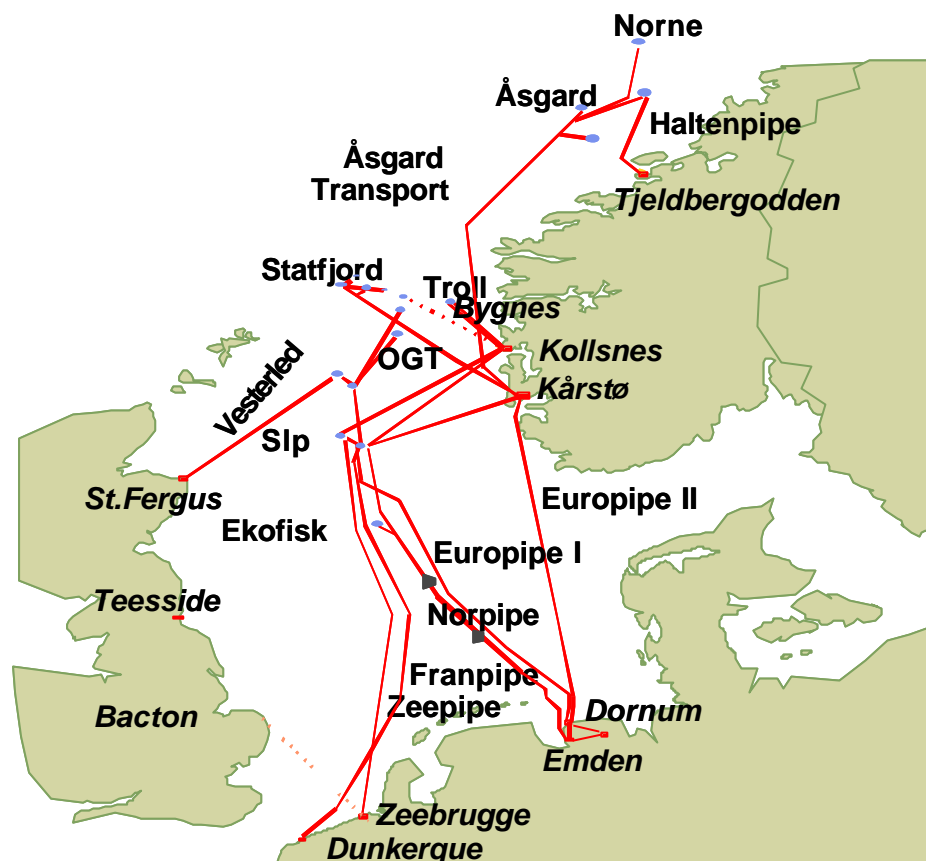 Norne
Åsgard
Haltenpipe
Åsgard
Transport
Tjeldbergodden
Statfjord
Troll
Bygnes
OGT
Kollsnes
Vesterled
Kårstø
Slp
St.Fergus
Europipe II
Ekofisk
Europipe I
Teesside
Norpipe
Franpipe
Zeepipe
Bacton
Dornum
Emden
Zeebrugge
Dunkerque